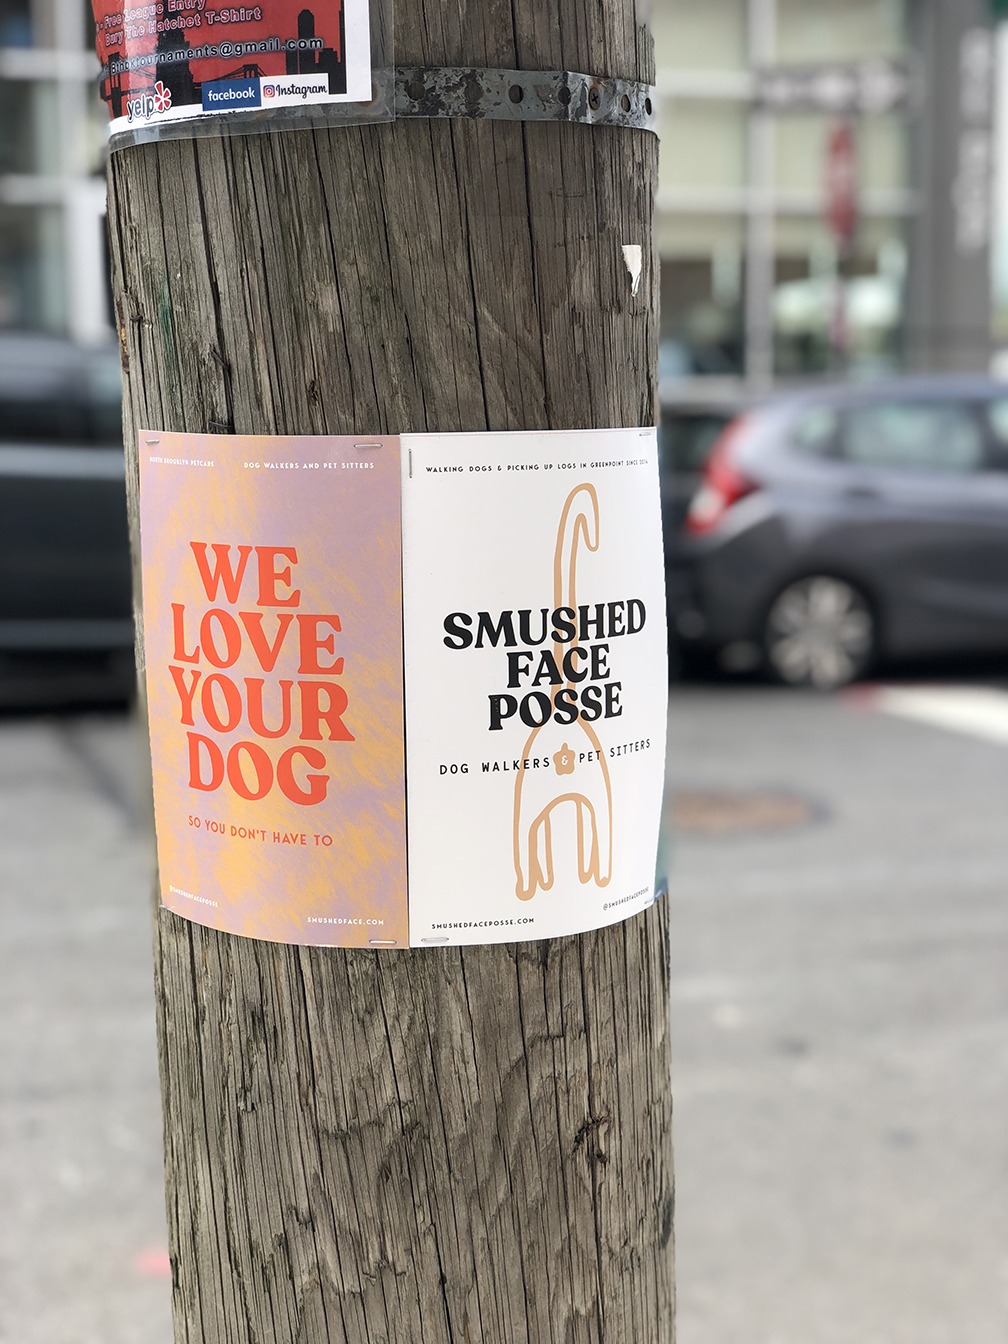 - Free League Entry
Bury The Hatchet T-Shirt
yelp
facebook
Instagram
NORTH BROOKLYN PETCARE
DOG WALKERS AND PET SITTERS
WE
LOVE
YOUR
DOG
SO YOU DON'T HAVE TO
@SMUSHEDFACEPOSSE
SMUSHEDFACE.COM
WALKING DOGS & PICKING UP LOGS IN GREENPOINT SINCE 2014
SMUSHED
FACE
POSSE
DOG WALKERS & PET SITTERS
SMUSHEDFACEPOSSE.COM
@SMUSHEDFACEPOSSE